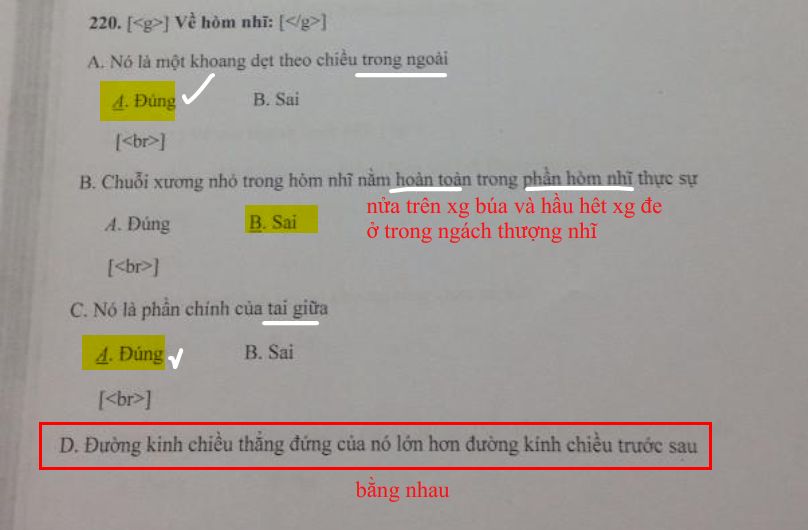 220. [<g>] Về hòm nhĩ: [</g>]
A. Nó là một khoang dẹt theo chiều trong ngoài
A. Đúng B. Sai
[<br>]
B. Chuỗi xương nhỏ trong hòm nhĩ nằm hoàn toàn trong phần hòm nhĩ thực sự
nửa trên xg búa và hầu hêt xg đe
A. Đúng B. Sai
ở trong ngách thượng nhĩ
[<br>]
C. Nó là phần chính của tai giữa
A. Đúng B. Sai
[<br>]
D. Đường kinh chiều thẳng đứng của nó lớn hơn đường kính chiều trước sau
bằng nhau